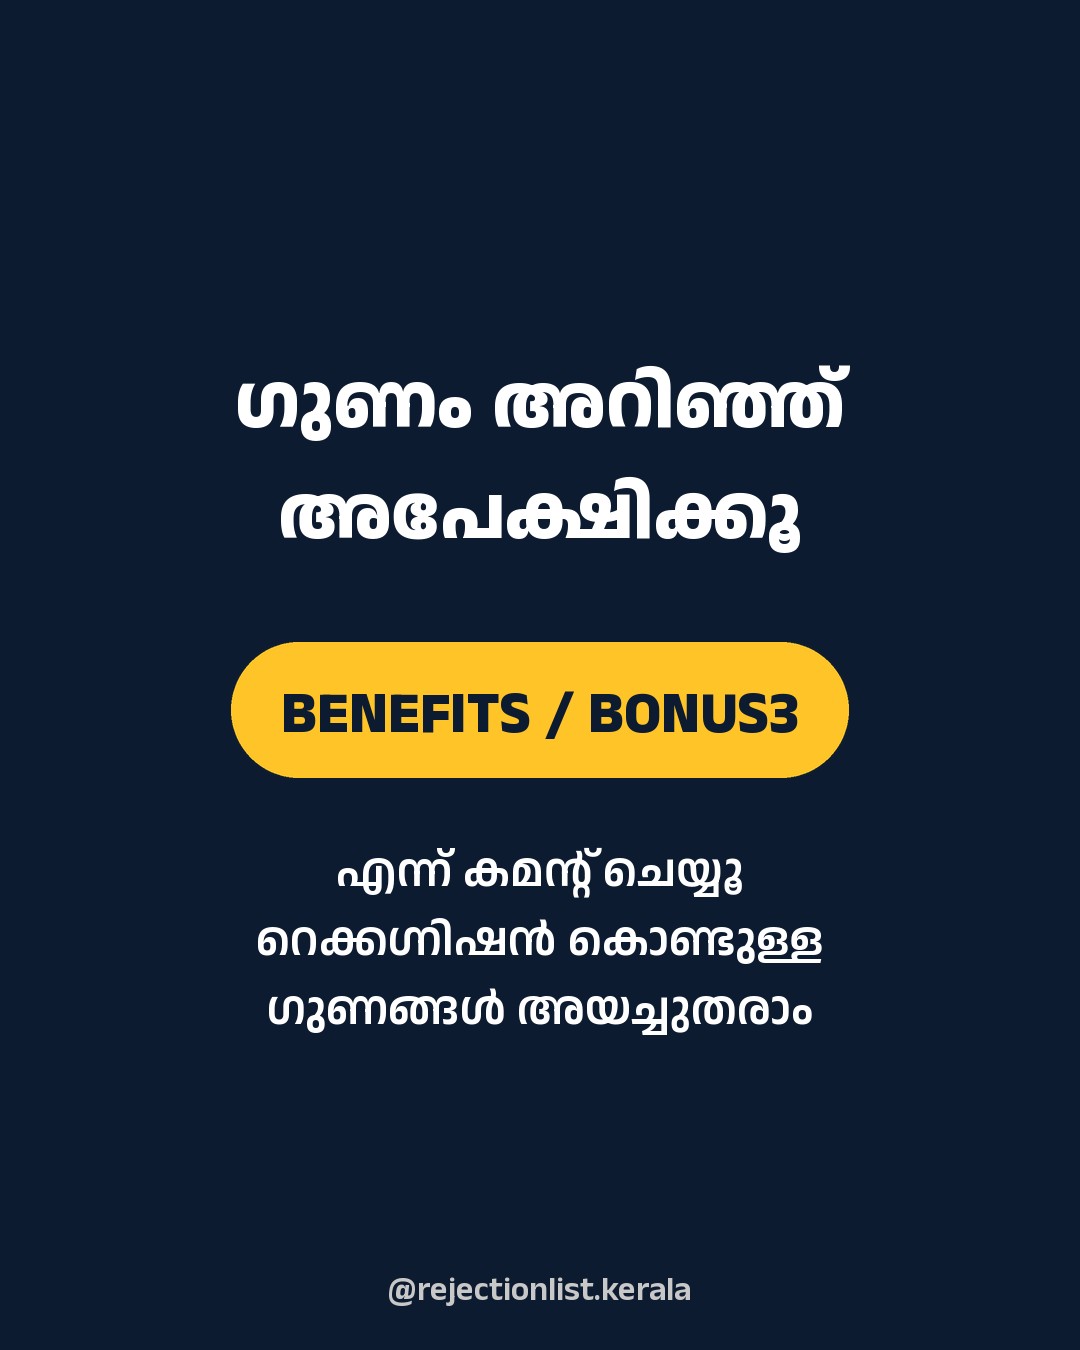 ഗുണം അറിഞ്ഞ്
അപേക്ഷിക്കൂ
BENEFITS / BONUS3
എന്ന് കമന്റ് ചെയ്യൂ
റെക്കഗ്നിഷൻ കൊണ്ടുള്ള
ഗുണങ്ങൾ അയച്ചുതരാം
@rejectionlist.kerala